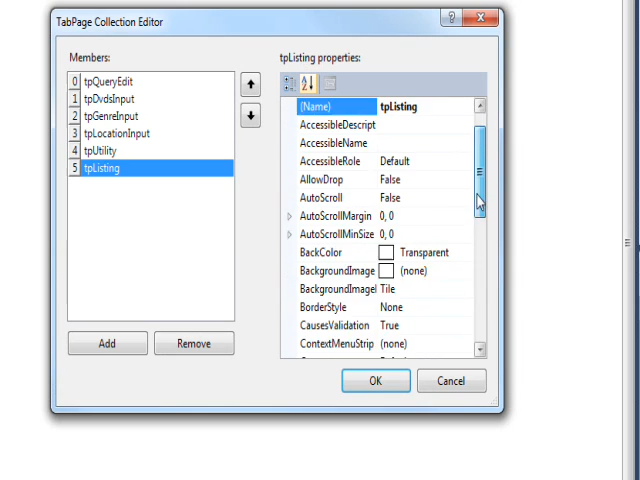 TabPage Collection Editor
?
Members:
0 tpQueryEdit
1 tpDvdsInput
2 tpGenreInput
3 tpLocationInput
4 tpUtility
5 tpListing
Add Remove
tpListing properties:
(Name) tpListing
AccessibleDescript
AccessibleName
AccessibleRole Default
AllowDrop False
AutoScroll False
AutoScrollMargin 0, 0
AutoScrollMinSize 0, 0
BackColor Transparent
BackgroundImage (none)
BackgroundImageI Tile
BorderStyle None
CausesValidation True
ContextMenuStrip (none)
OK Cancel